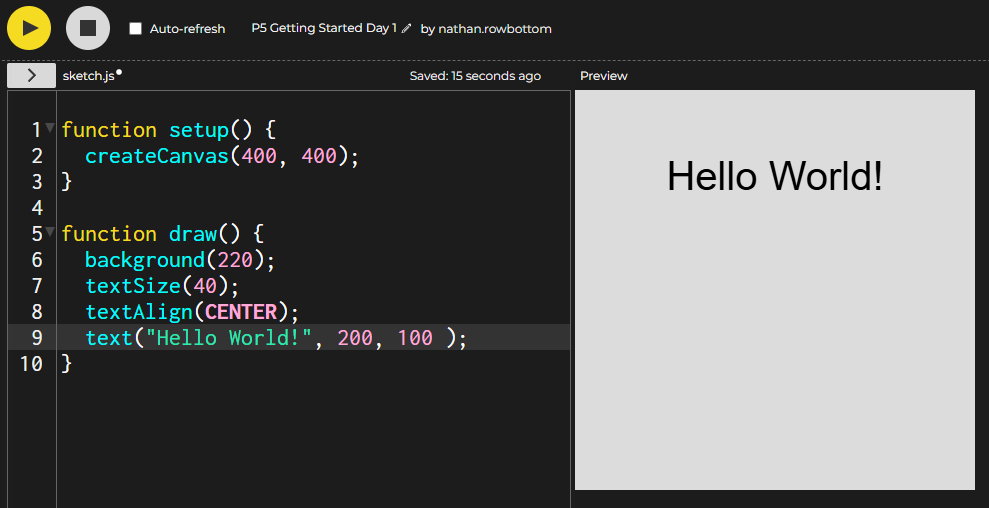 Auto-refresh P5 Getting Started Day 1 by nathan.rowbottom
sketch.js Saved: 15 seconds ago Preview
1 function setup() {
2 createCanvas(400, 400);
3 }
4
5 function draw() {
6 background(220);
7 textSize(40);
8 textAlign(CENTER);
9 text("Hello World!", 200, 100 );
10 }
Hello World!